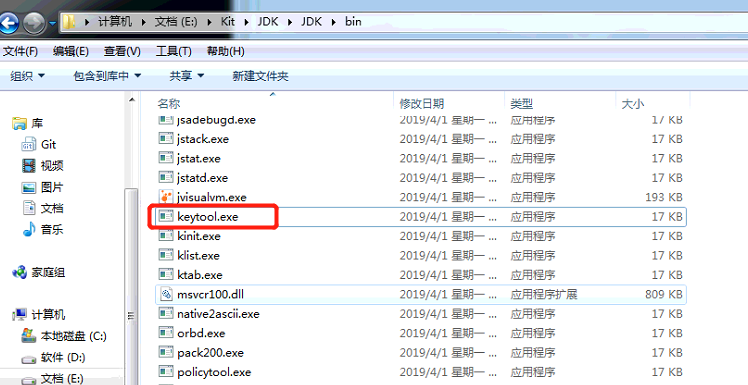 计算机 文档 (E:) Kit JDK JDK bin
文件(F) 编辑(E) 查看(V) 工具(T) 帮助(H)
组织 包含到库中 共享 新建文件夹
名称 修改日期 类型 大小
jsadebugd.exe 2019/4/1 星期一 ... 应用程序 17 KB
库 jstack.exe 2019/4/1 星期一 ... 应用程序 17 KB
Git jstat.exe 2019/4/1 星期一 ... 应用程序 17 KB
视频 jstatd.exe 2019/4/1 星期一 ... 应用程序 17 KB
图片 jvisualvm.exe 2019/4/1 星期一 ... 应用程序 193 KB
文档 keytool.exe 2019/4/1 星期一 ... 应用程序 17 KB
音乐 kinit.exe 2019/4/1 星期一 ... 应用程序 17 KB
klist.exe 2019/4/1 星期一 ... 应用程序 17 KB
家庭组 ktab.exe 2019/4/1 星期一 ... 应用程序 17 KB
msvcr100.dll 2019/4/1 星期一 ... 应用程序扩展 809 KB
计算机 native2ascii.exe 2019/4/1 星期一 ... 应用程序 17 KB
本地磁盘 (C:) orbd.exe 2019/4/1 星期一 ... 应用程序 17 KB
软件 (D:) pack200.exe 2019/4/1 星期一 ... 应用程序 17 KB
文档 (E:) policytool.exe 2019/4/1 星期一 ... 应用程序 17 KB